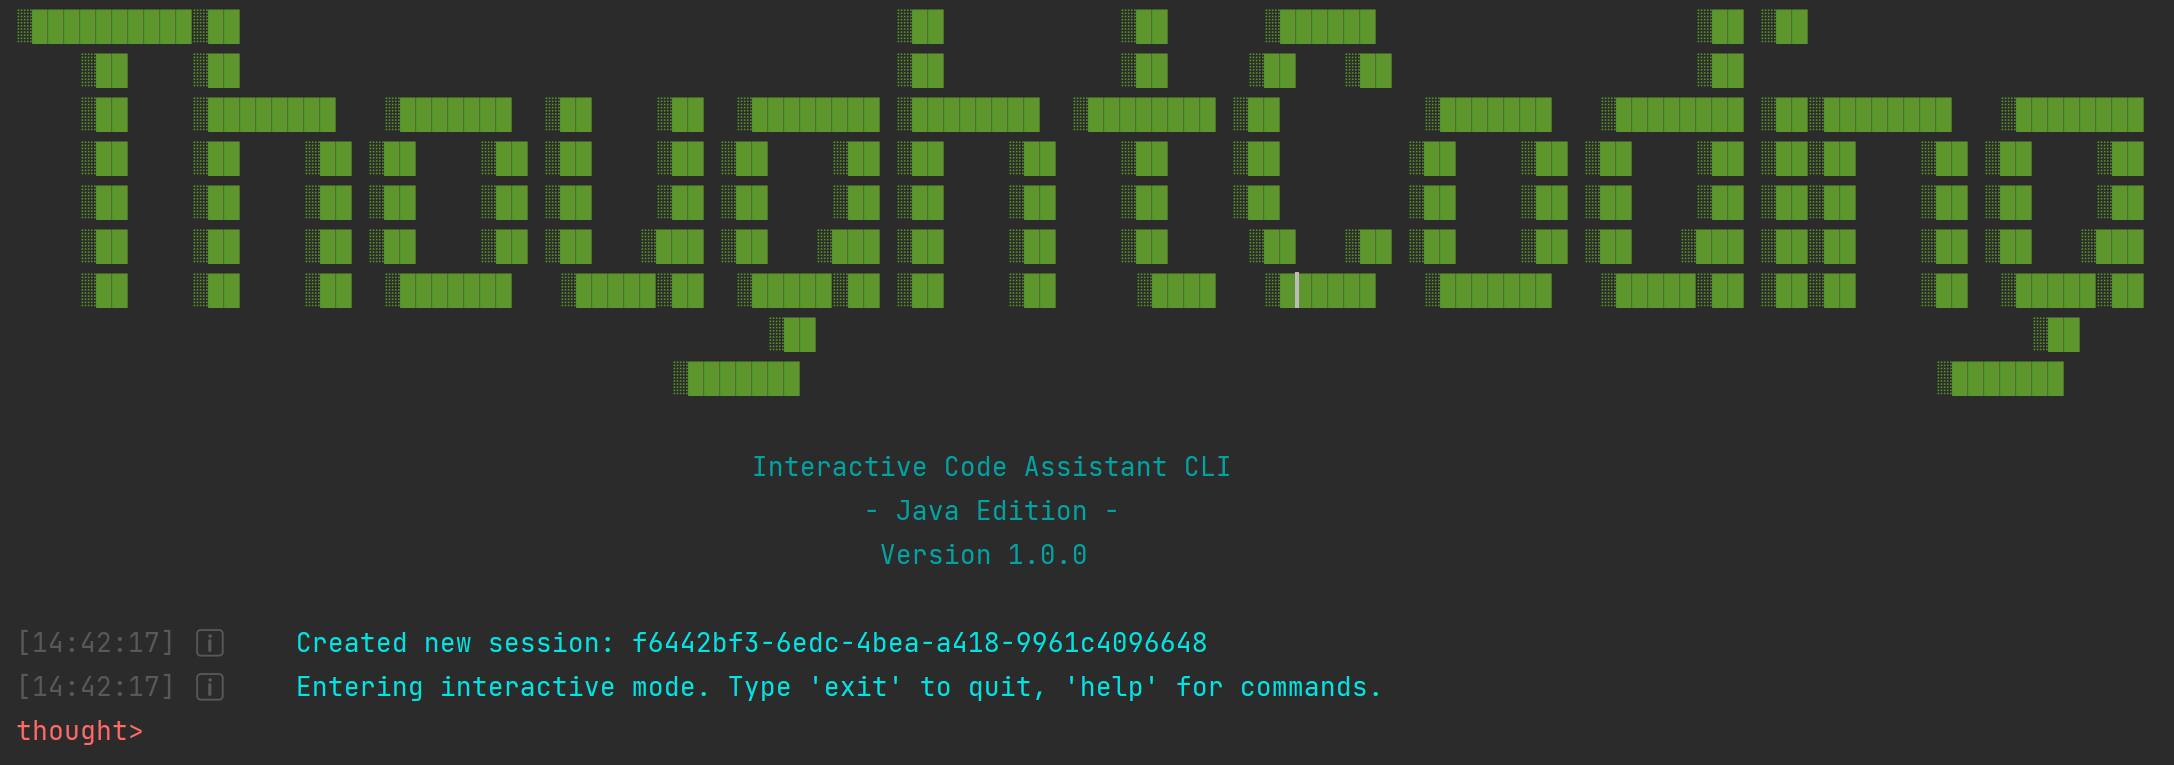 ThoughtCoding
Interactive Code Assistant CLI
- Java Edition -
Version 1.0.0
[14:42:17] ℹ Created new session: f6442bf3-6edc-4bea-a418-9961c4096648
[14:42:17] ℹ Entering interactive mode. Type 'exit' to quit, 'help' for commands.
thought>